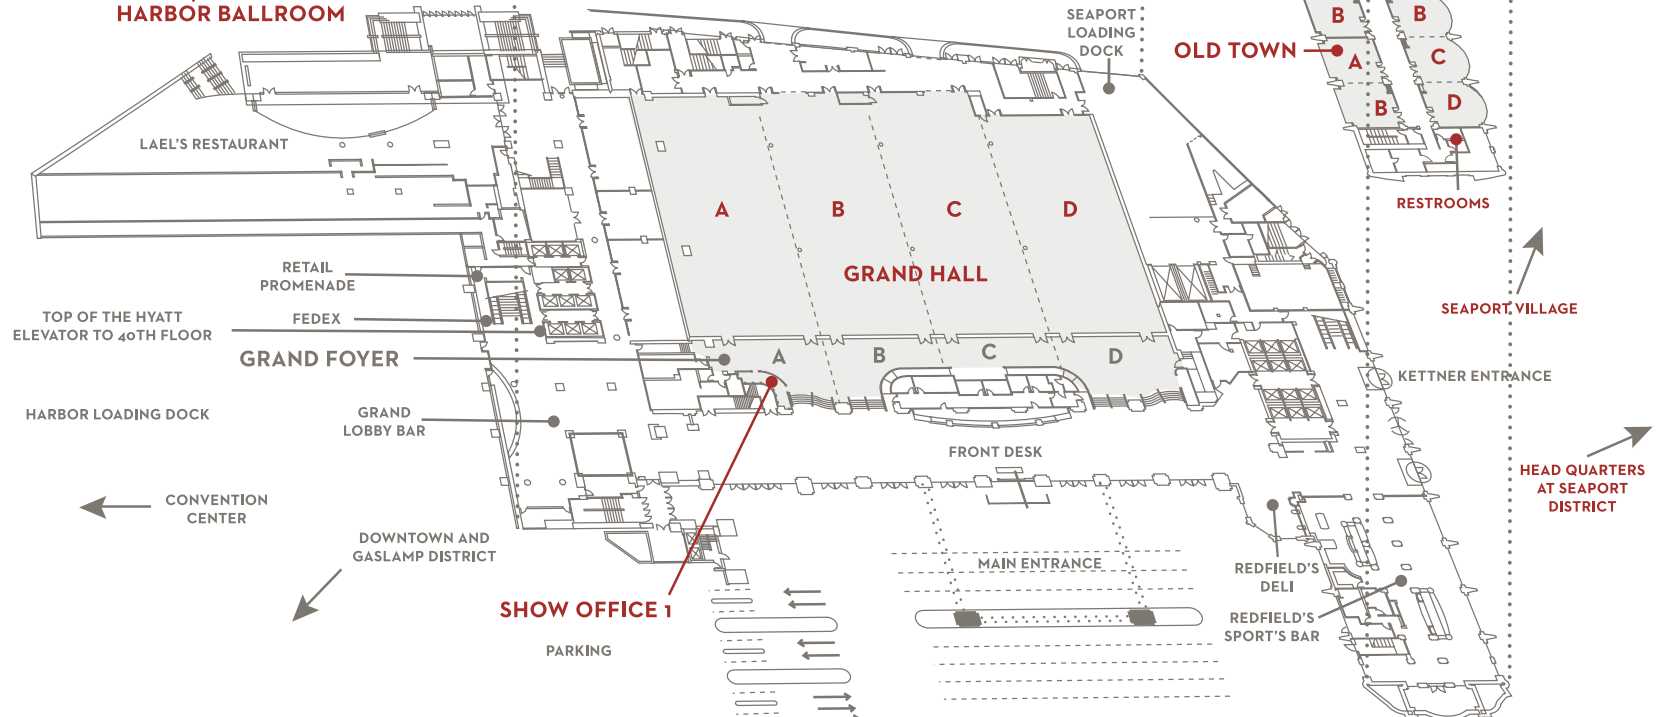 HARBOR BALLROOM
SEAPORT
LOADING
DOCK
B
B
OLD TOWN
A
C
B
D
LAEL'S RESTAURANT
RESTROOMS
A
B
C
D
GRAND HALL
RETAIL
PROMENADE
FEDEX
TOP OF THE HYATT
ELEVATOR TO 40TH FLOOR
GRAND FOYER
A
B
C
D
SEAPORT VILLAGE
KETTNER ENTRANCE
HARBOR LOADING DOCK
GRAND
LOBBY BAR
FRONT DESK
HEAD QUARTERS
AT SEAPORT
DISTRICT
CONVENTION
CENTER
DOWNTOWN AND
GASLAMP DISTRICT
MAIN ENTRANCE
REDFIELD'S
DELI
SHOW OFFICE 1
REDFIELD'S
SPORT'S BAR
PARKING